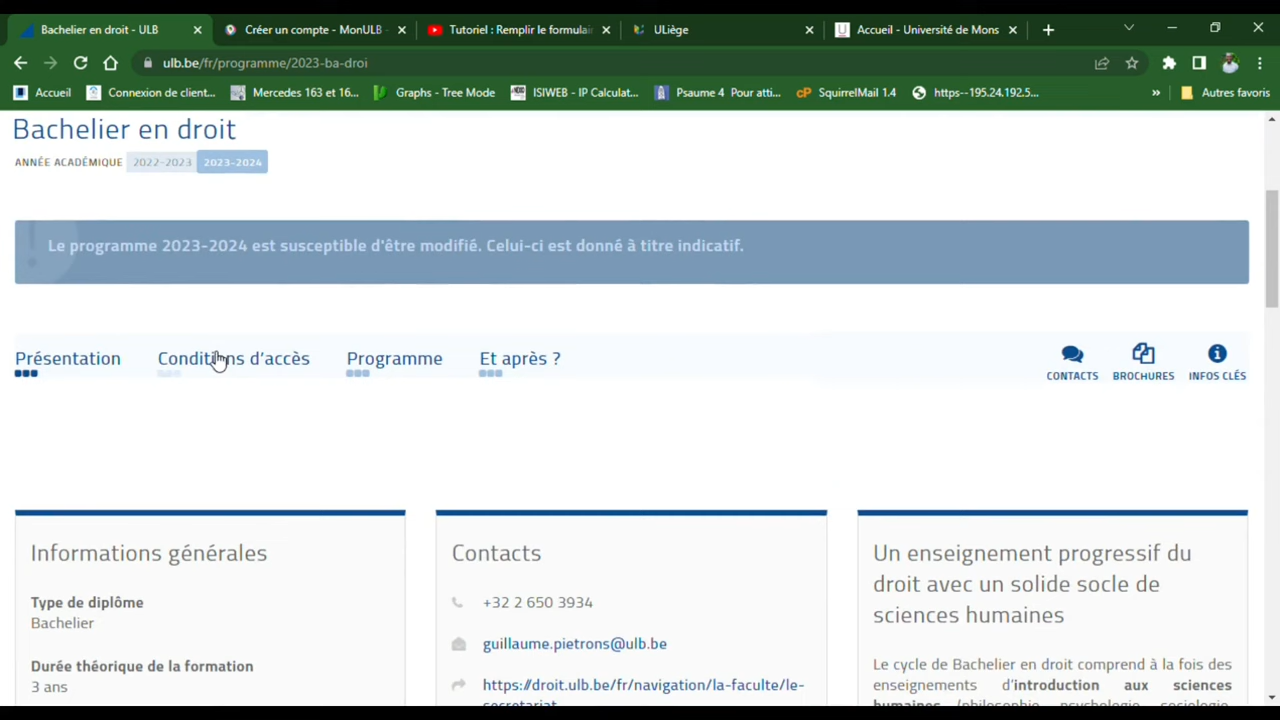 Bachelier en droit - ULB
Créer un compte - MonULB
Tutoriel : Remplir le formulai
ULiège
Accueil - Université de Mons
ulb.be/fr/programme/2023-ba-droi
Accueil
Connexion de client...
Mercedes 163 et 16...
Graphs - Tree Mode
ISIWEB - IP Calculat...
Psaume 4 Pour atti...
SquirrelMail 1.4
https--195.24.192.5...
»
Autres favoris
Bachelier en droit
ANNÉE ACADÉMIQUE 2022-2023 2023-2024
Le programme 2023-2024 est susceptible d'être modifié. Celui-ci est donné à titre indicatif.
Présentation
Conditions d'accès
Programme
Et après ?
CONTACTS
BROCHURES
INFOS CLÉS
Informations générales
Type de diplôme
Bachelier
Durée théorique de la formation
3 ans
Contacts
+32 2 650 3934
guillaume.pietrons@ulb.be
https://droit.ulb.be/fr/navigation/la-faculte/le-
secretariat
Un enseignement progressif du
droit avec un solide socle de
sciences humaines
Le cycle de Bachelier en droit comprend à la fois des
enseignements d'introduction aux sciences
humaines (philosophie, psychologie, sociologie,